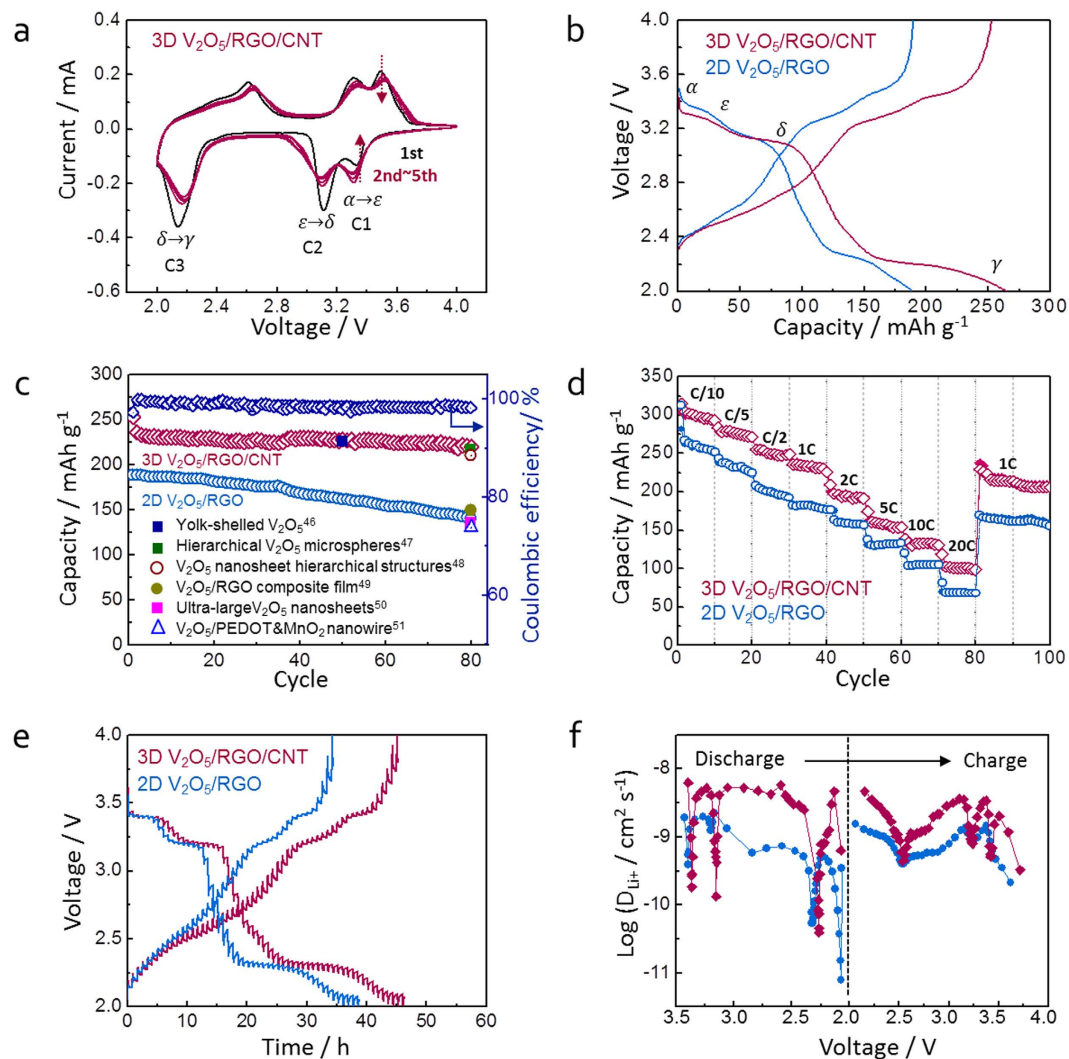 a
3D V₂O₅/RGO/CNT
Current / mA
0.4
0.2
0.0
-0.2
-0.4
-0.6
1st
2nd~5th
α→ε
C1
ε→δ
C2
δ→γ
C3
2.0 2.4 2.8 3.2 3.6 4.0
Voltage / V
b
3D V₂O₅/RGO/CNT
2D V₂O₅/RGO
Voltage / V
4.0
3.6
3.2
2.8
2.4
2.0
α
ε
δ
γ
0 50 100 150 200 250 300
Capacity / mAh g⁻¹
c
Capacity / mAh g⁻¹
300
250
200
150
100
50
0
3D V₂O₅/RGO/CNT
2D V₂O₅/RGO
Yolk-shelled V₂O₅⁴⁶
Hierarchical V₂O₅ microspheres⁴⁷
V₂O₅ nanosheet hierarchical structures⁴⁸
V₂O₅/RGO composite film⁴⁹
Ultra-largeV₂O₅ nanosheets⁵⁰
V₂O₅/PEDOT&MnO₂ nanowire⁵¹
100
80
60
Coulombic efficiency/ %
0 20 40 60 80
Cycle
d
Capacity / mAh g⁻¹
350
300
250
200
150
100
50
0
C/10
C/5
C/2
1C
2C
5C
10C
20C
1C
3D V₂O₅/RGO/CNT
2D V₂O₅/RGO
0 20 40 60 80 100
Cycle
e
3D V₂O₅/RGO/CNT
2D V₂O₅/RGO
Voltage / V
4.0
3.5
3.0
2.5
2.0
0 10 20 30 40 50 60
Time / h
f
Log (D_Li+ / cm² s⁻¹)
-8
-9
-10
-11
Discharge
Charge
3.5 3.0 2.5 2.0 2.5 3.0 3.5 4.0
Voltage / V